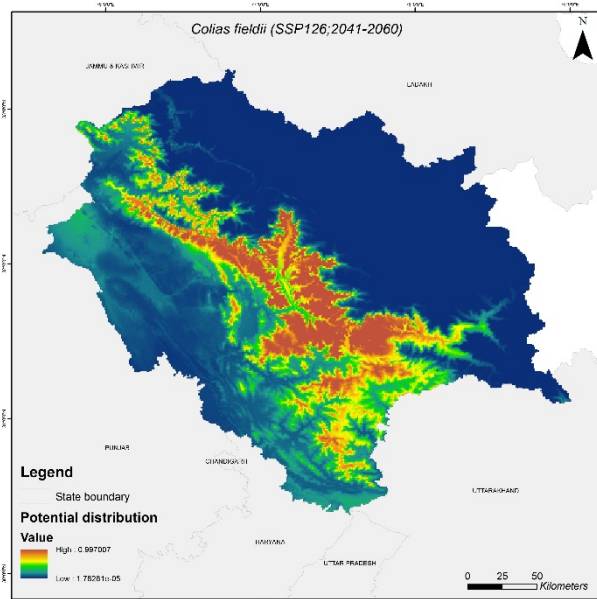 Colias fieldii (SSP126;2041-2060)
N
JAMMU & KASHMIR
LADAKH
PUNJAB
CHANDIGARH
UTTARAKHAND
HARYANA
UTTAR PRADESH
Legend
State boundary
Potential distribution
Value
High : 0.997007
Low : 1.78281e-05
0 25 50
Kilometers